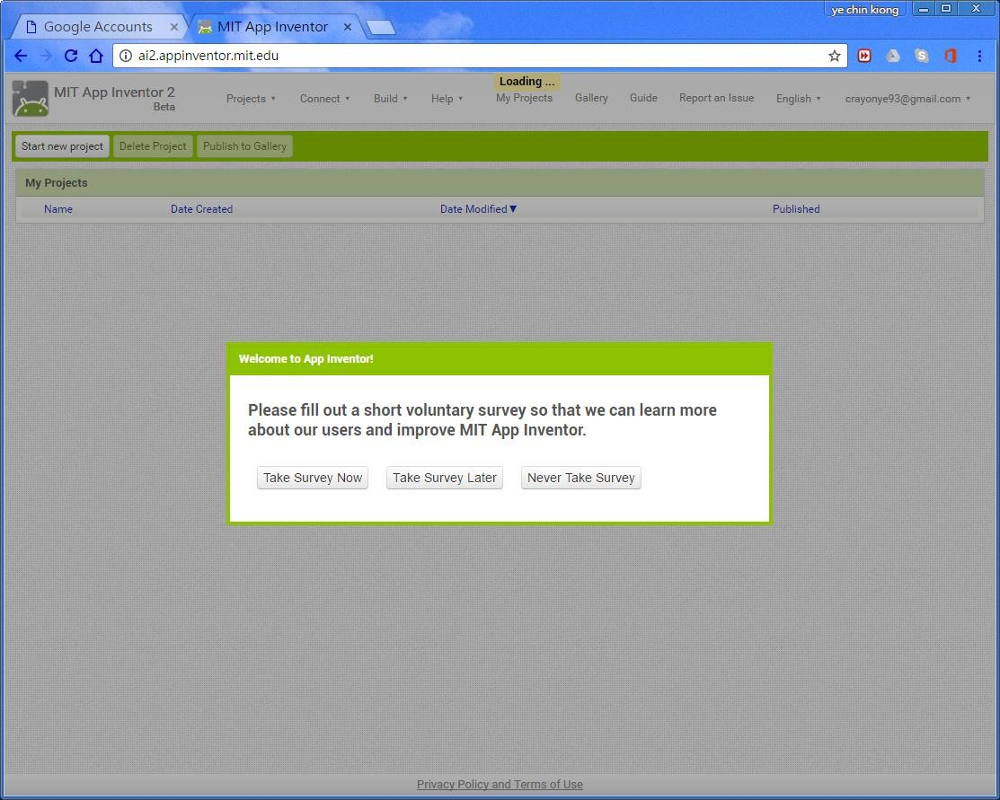 ye chin kiong
Google Accounts
MIT App Inventor
ai2.appinventor.mit.edu
Loading ...
MIT App Inventor 2
Beta
Projects
Connect
Build
Help
My Projects
Gallery
Guide
Report an Issue
English
crayonye93@gmail.com
Start new project
Delete Project
Publish to Gallery
My Projects
Name
Date Created
Date Modified
Published
Welcome to App Inventor!
Please fill out a short voluntary survey so that we can learn more
about our users and improve MIT App Inventor.
Take Survey Now
Take Survey Later
Never Take Survey
Privacy Policy and Terms of Use